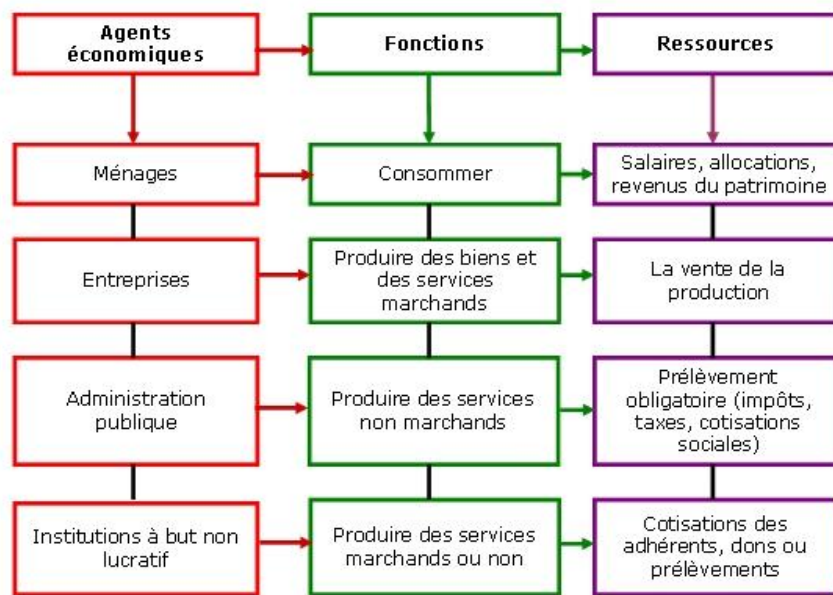 Agents
économiques
Fonctions
Ressources
Ménages
Consommer
Salaires, allocations,
revenus du patrimoine
Entreprises
Produire des biens et
des services
marchands
La vente de la
production
Administration
publique
Produire des services
non marchands
Prélèvement
obligatoire (impôts,
taxes, cotisations
sociales)
Institutions à but non
lucratif
Produire des services
marchands ou non
Cotisations des
adhérents, dons ou
prélèvements